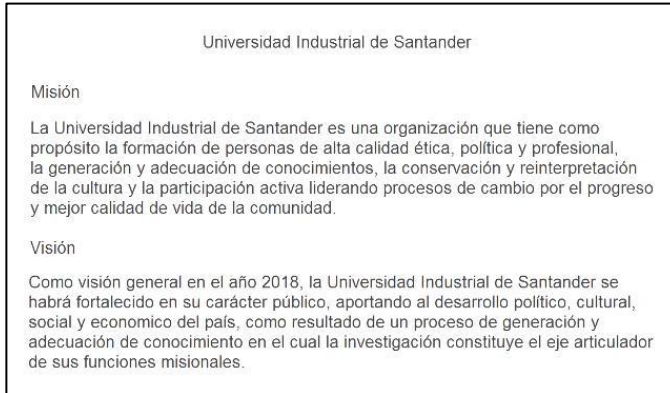 Universidad Industrial de Santander
Misión
La Universidad Industrial de Santander es una organización que tiene como
propósito la formación de personas de alta calidad ética, política y profesional,
la generación y adecuación de conocimientos, la conservación y reinterpretación
de la cultura y la participación activa liderando procesos de cambio por el progreso
y mejor calidad de vida de la comunidad.
Visión
Como visión general en el año 2018, la Universidad Industrial de Santander se
habrá fortalecido en su carácter público, aportando al desarrollo político, cultural,
social y economico del país, como resultado de un proceso de generación y
adecuación de conocimiento en el cual la investigación constituye el eje articulador
de sus funciones misionales.